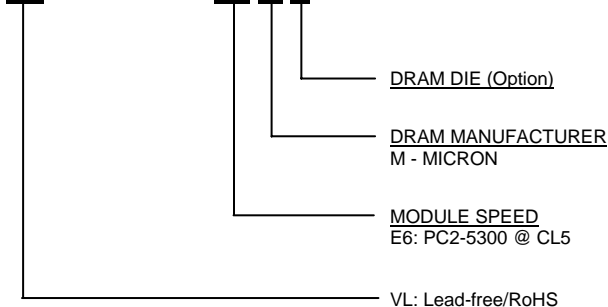 DRAM DIE (Option)
DRAM MANUFACTURER
M - MICRON
MODULE SPEED
E6: PC2-5300 @ CL5
VL: Lead-free/RoHS